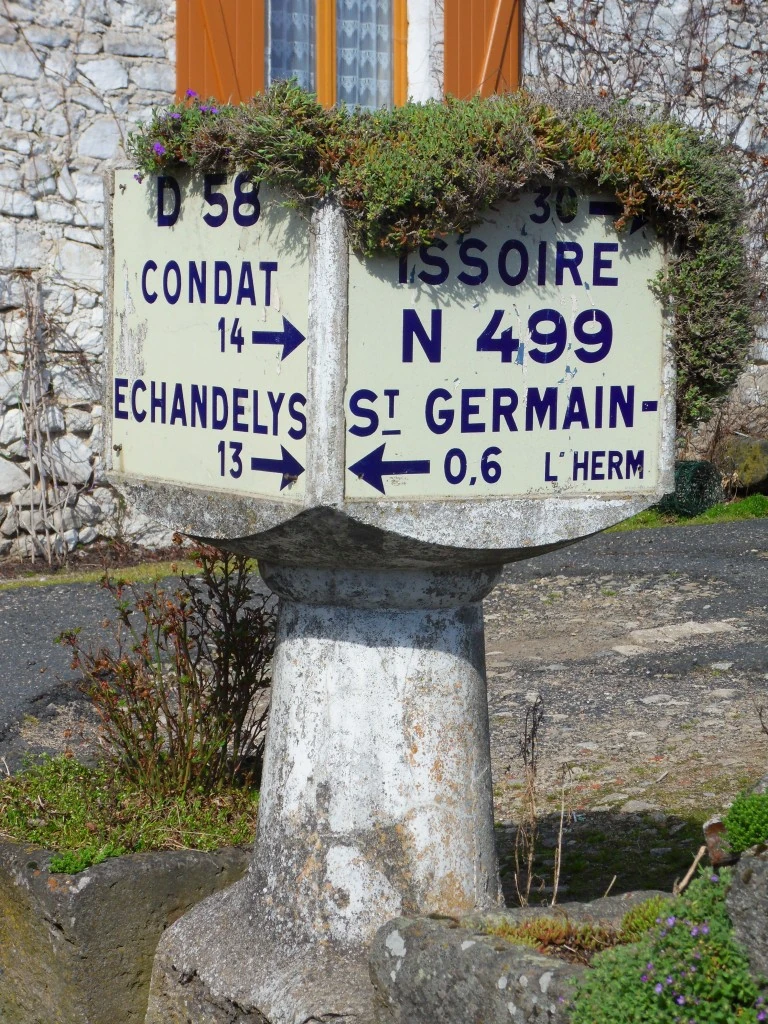 D 58
CONDAT
14
ECHANDELYS
13
30
ISSOIRE
N 499
ST GERMAIN-
0,6 L'HERM